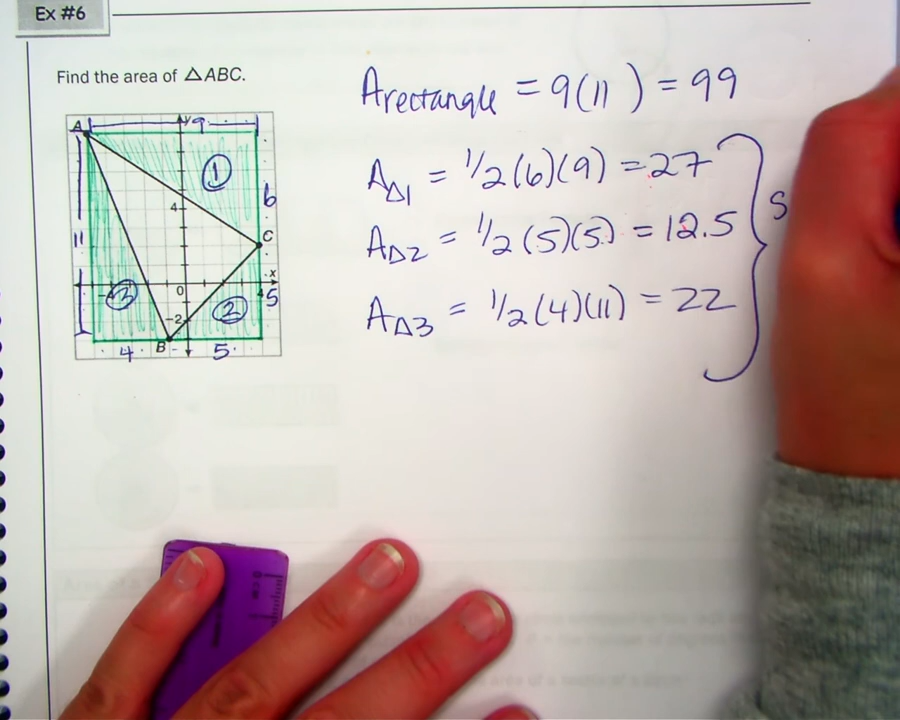 Ex #6
Find the area of △ABC.
A rectangle = 9(11) = 99
A△1 = 1/2(6)(9) = 27
A△2 = 1/2(5)(5) = 12.5
A△3 = 1/2(4)(11) = 22
S
A
y
9
1
6
4
C
11
x
3
0
2
5
-2
4
B
5